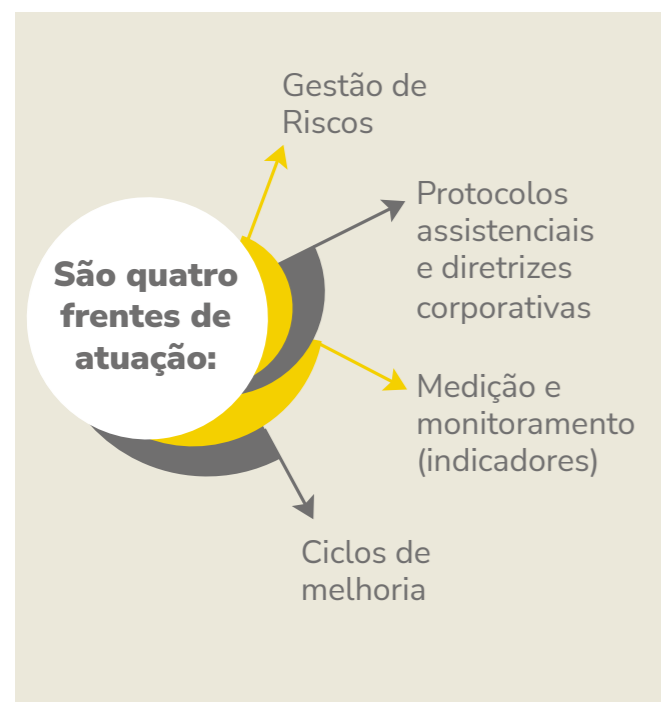 Gestão de
Riscos
Protocolos
assistenciais
e diretrizes
corporativas
São quatro
frentes de
atuação:
Medição e
monitoramento
(indicadores)
Ciclos de
melhoria